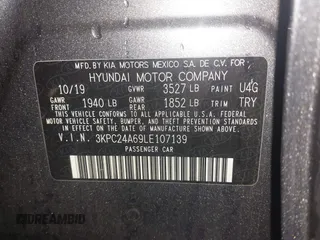 MFD. BY KIA MOTORS MEXICO S.A. DE C.V. FOR
HYUNDAI MOTOR COMPANY
10/19 GVWR 3527 LB PAINT U4G
GAWR FRONT 1940 LB GAWR REAR 1852 LB TRIM TRY
THIS VEHICLE CONFORMS TO ALL APPLICABLE
FEDERAL MOTOR VEHICLE SAFETY, BUMPER, AND
THEFT PREVENTION STANDARDS IN EFFECT ON
THE DATE OF MANUFACTURE SHOWN ABOVE.
V.I.N. 3KPC24A69LE107139
PASSENGER CAR
DREAMBID